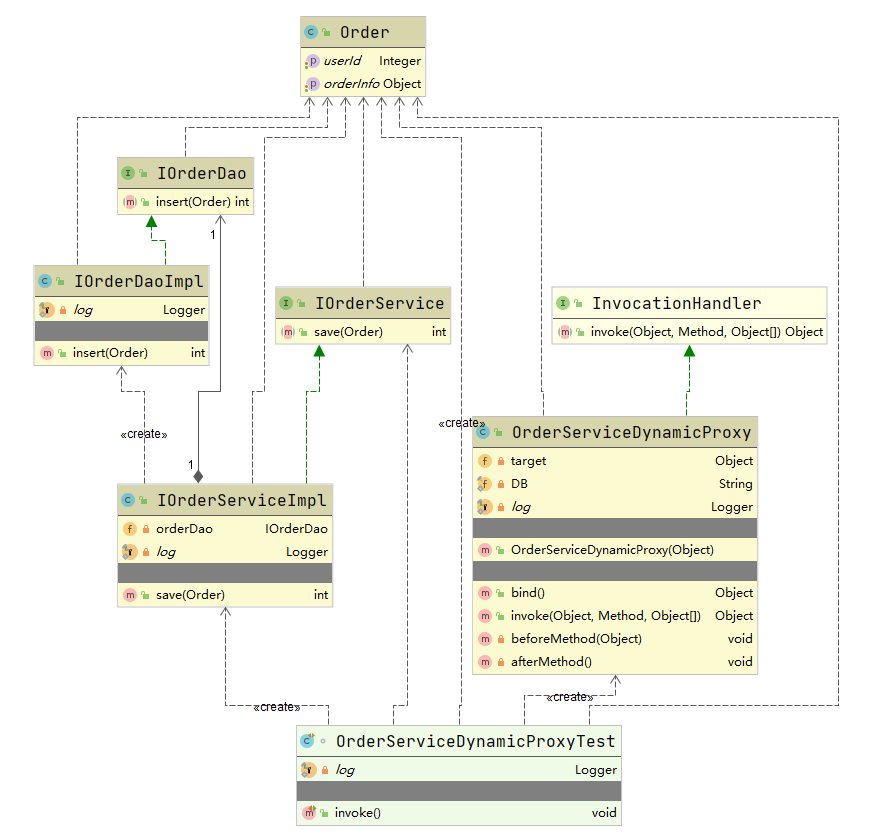 Order
userId Integer
orderInfo Object
IOrderDao
insert(Order) int
1
IOrderDaoImpl
log Logger
insert(Order) int
IOrderService
save(Order) int
InvocationHandler
invoke(Object, Method, Object[]) Object
«create»
«create»
OrderServiceDynamicProxy
target Object
DB String
log Logger
OrderServiceDynamicProxy(Object)
bind() Object
invoke(Object, Method, Object[]) Object
beforeMethod(Object) void
afterMethod() void
1
IOrderServiceImpl
orderDao IOrderDao
log Logger
save(Order) int
«create»
«create»
OrderServiceDynamicProxyTest
log Logger
invoke() void